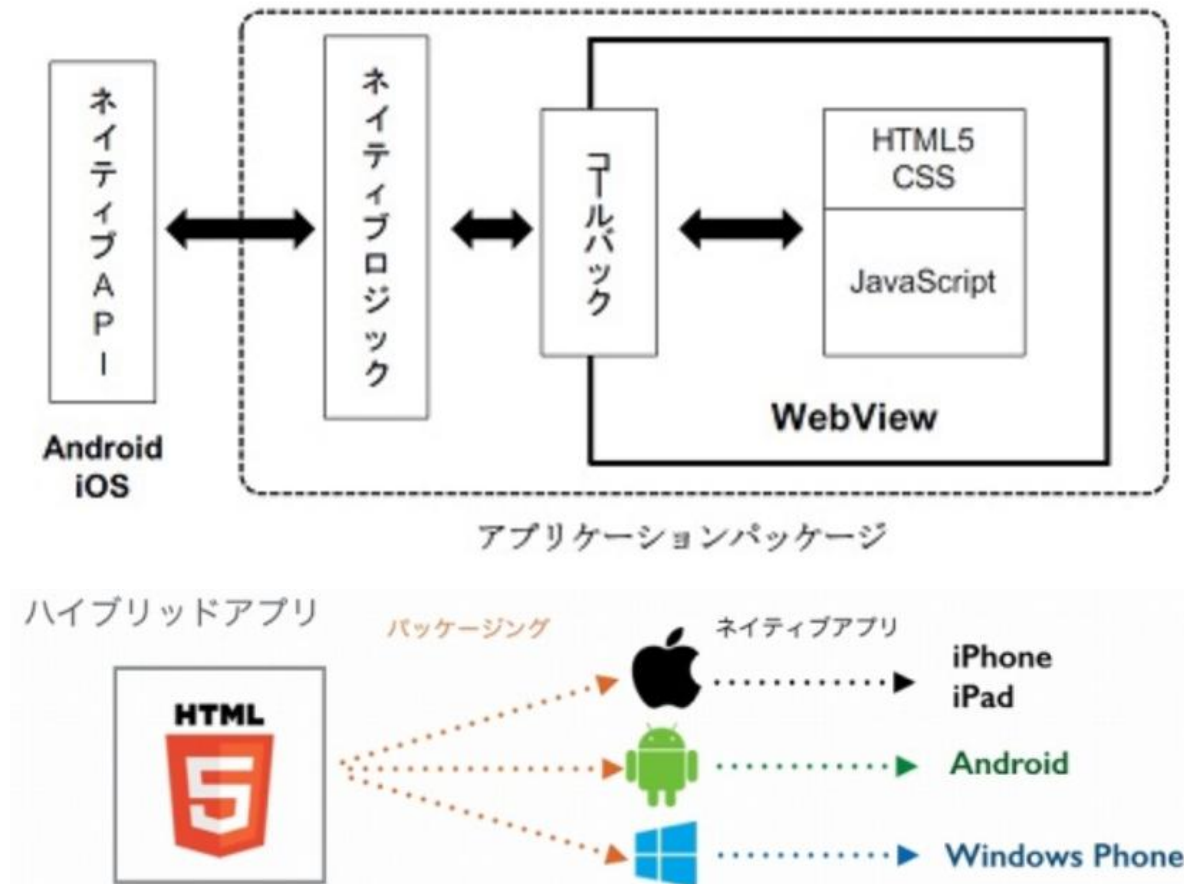 ネイティブAPI
Android
iOS
ネイティブロジック
コールバック
HTML5
CSS
JavaScript
WebView
アプリケーションパッケージ
ハイブリッドアプリ
パッケージング
ネイティブアプリ
HTML
5
iPhone
iPad
Android
Windows Phone